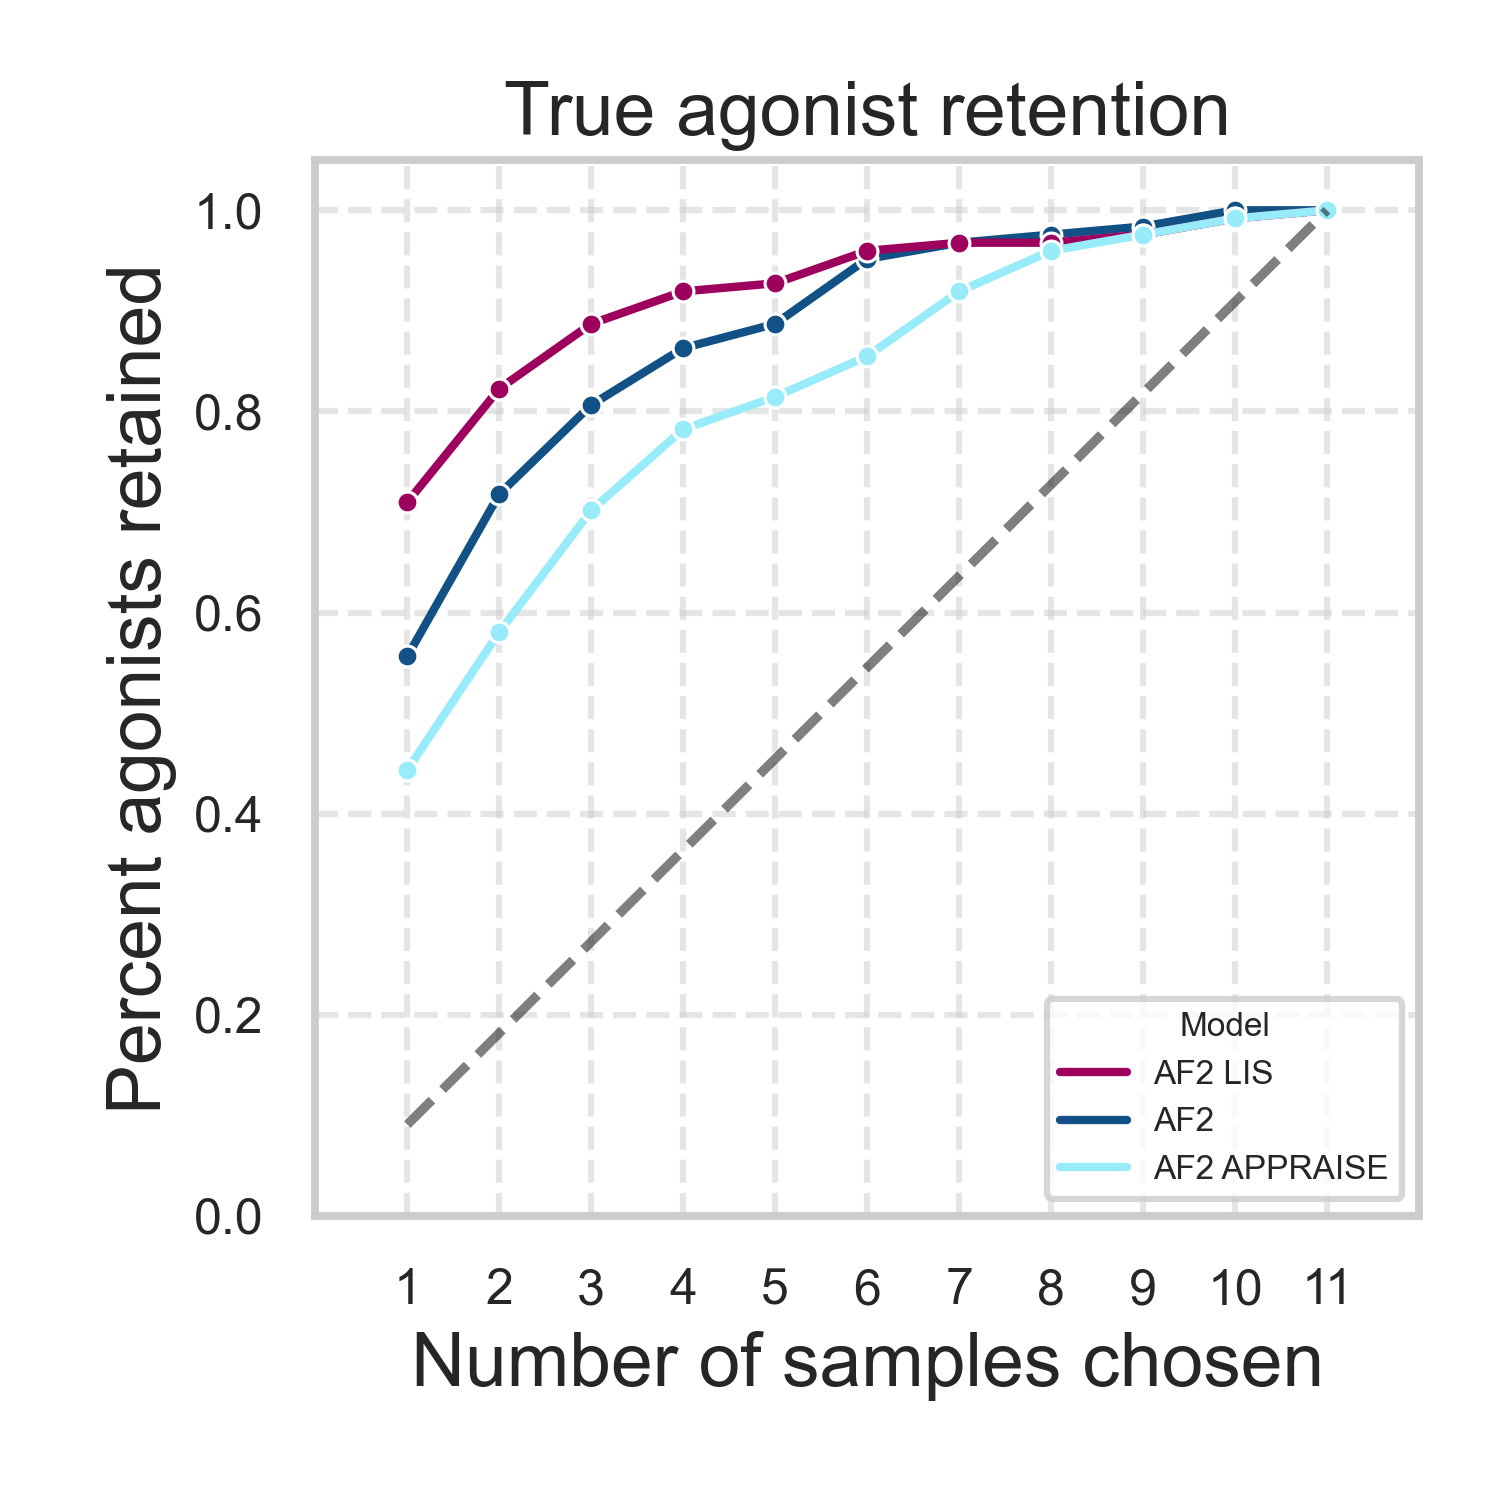 True agonist retention
Percent agonists retained
1.0
0.8
0.6
0.4
0.2
0.0
Model
AF2 LIS
AF2
AF2 APPRAISE
1 2 3 4 5 6 7 8 9 10 11
Number of samples chosen